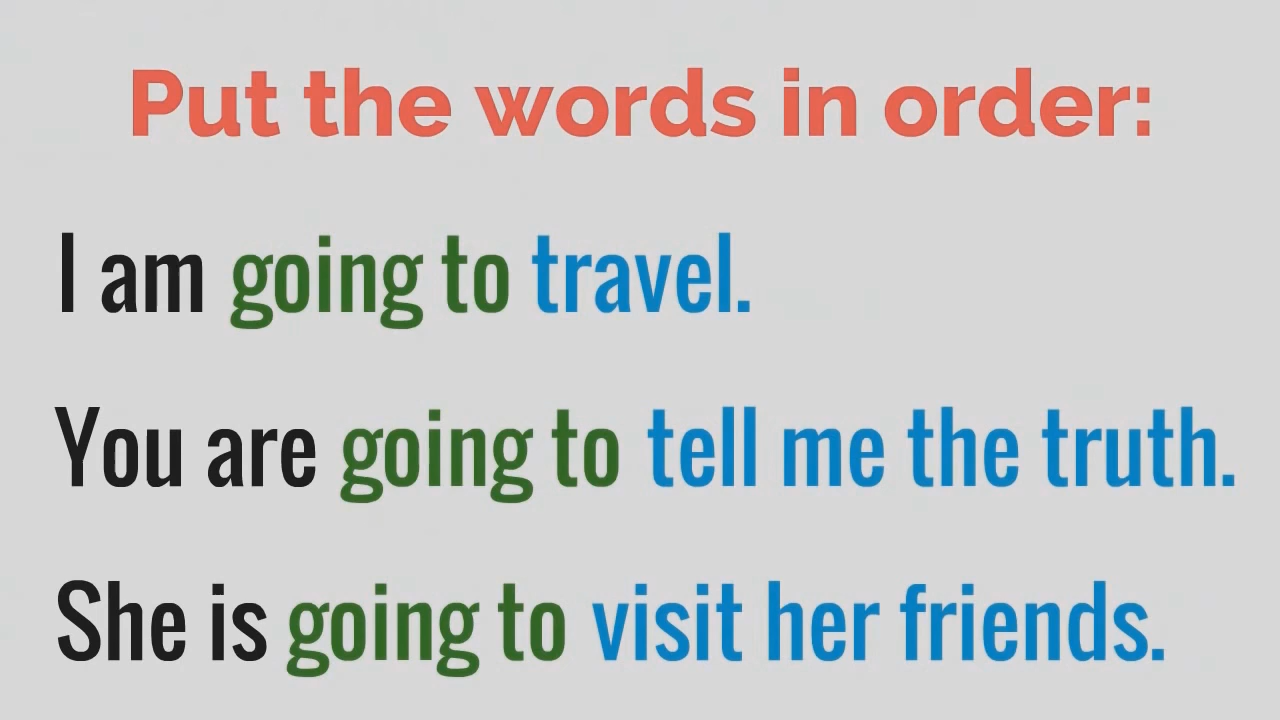 Put the words in order:
I am going to travel.
You are going to tell me the truth.
She is going to visit her friends.